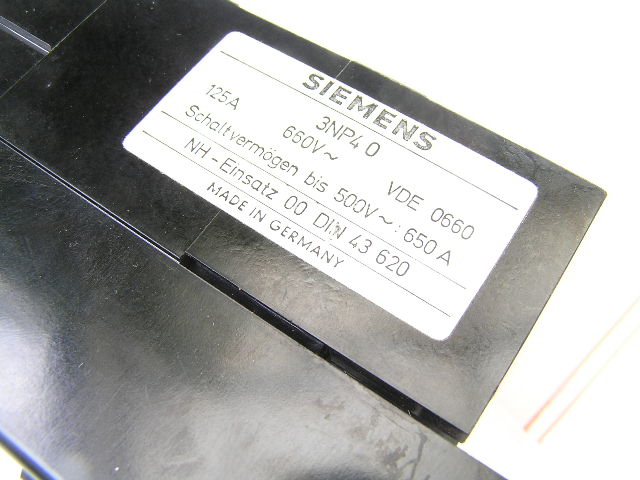 SIEMENS
3NP4 0
125A 660V~ VDE 0660
Schaltvermögen bis 500V~: 650A
NH-Einsatz 00 DIN 43 620
MADE IN GERMANY